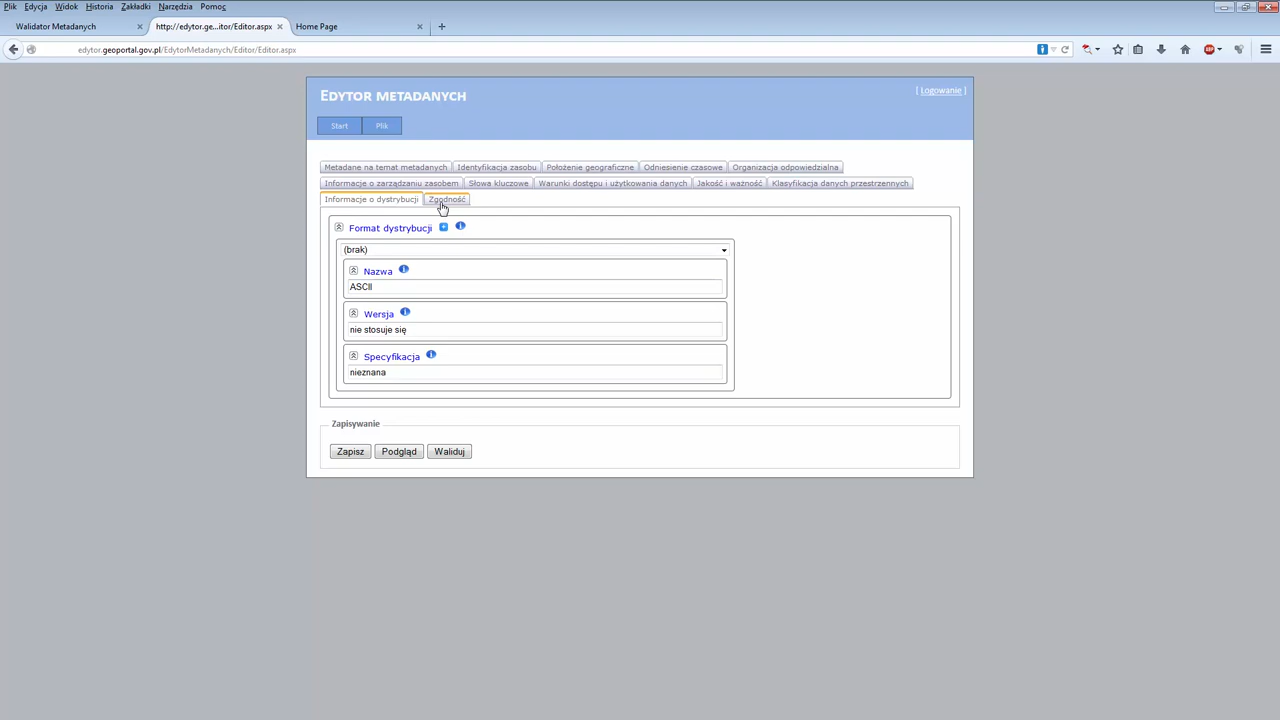 Plik Edycja Widok Historia Zakładki Narzędzia Pomoc
Walidator Metadanych × http://edytor.ge...itor/Editor.aspx × Home Page × +
edytor.geoportal.gov.pl/EdytorMetadanych/Editor/Editor.aspx
EDYTOR METADANYCH [ Logowanie ]
Start Plik
Metadane na temat metadanych Identyfikacja zasobu Położenie geograficzne Odniesienie czasowe Organizacja odpowiedzialna
Informacje o zarządzaniu zasobem Słowa kluczowe Warunki dostępu i użytkowania danych Jakość i ważność Klasyfikacja danych przestrzennych
Informacje o dystrybucji Zgodność
Format dystrybucji
(brak)
Nazwa
ASCII
Wersja
nie stosuje się
Specyfikacja
nieznana
Zapisywanie
Zapisz Podgląd Waliduj